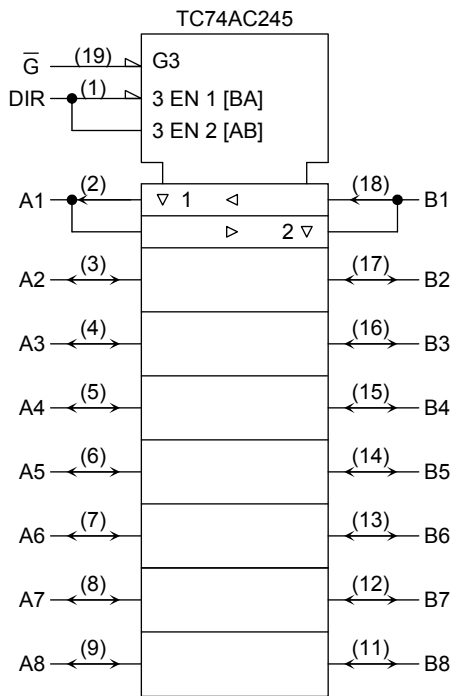 TC74AC245
G̅ (19) G3
DIR (1) 3 EN 1 [BA]
3 EN 2 [AB]
A1 (2) ▽ 1 ◁ (18) B1
▷ 2 ▽
A2 (3) (17) B2
A3 (4) (16) B3
A4 (5) (15) B4
A5 (6) (14) B5
A6 (7) (13) B6
A7 (8) (12) B7
A8 (9) (11) B8